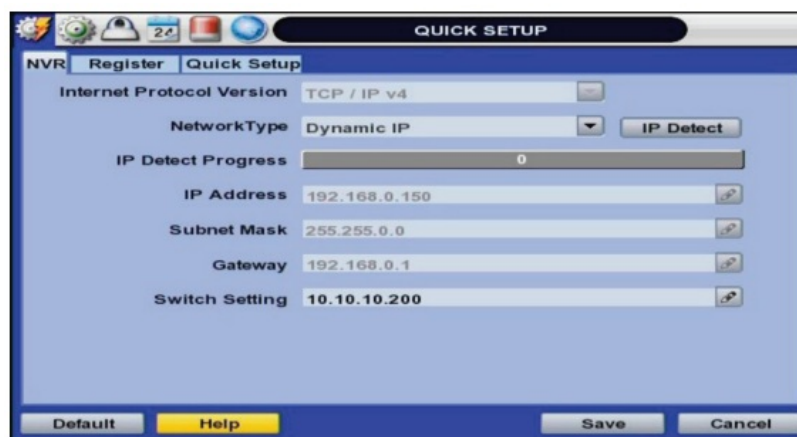 24
QUICK SETUP
NVR Register Quick Setup
Internet Protocol Version TCP / IP v4
NetworkType Dynamic IP IP Detect
IP Detect Progress 0
IP Address 192.168.0.150
Subnet Mask 255.255.0.0
Gateway 192.168.0.1
Switch Setting 10.10.10.200
Default Help Save Cancel